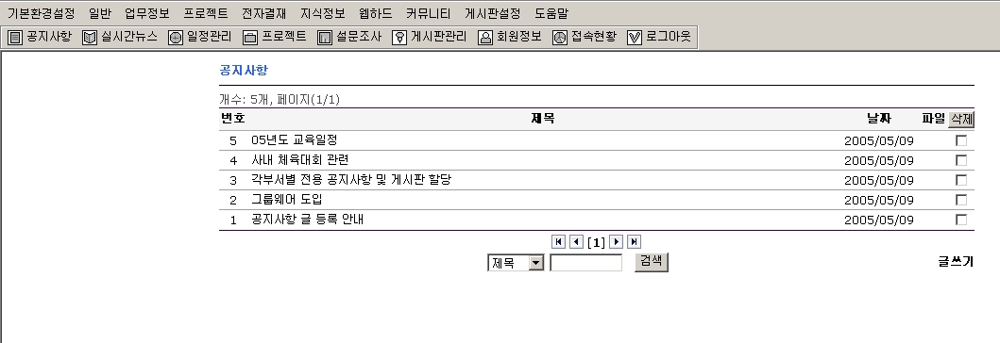 기본환경설정 일반 업무정보 프로젝트 전자결재 지식정보 웹하드 커뮤니티 게시판설정 도움말
공지사항 실시간뉴스 일정관리 프로젝트 설문조사 게시판관리 회원정보 접속현황 로그아웃
공지사항
개수: 5개, 페이지(1/1)
번호 제목 날짜 파일 삭제
5 05년도 교육일정 2005/05/09
4 사내 체육대회 관련 2005/05/09
3 각부서별 전용 공지사항 및 게시판 할당 2005/05/09
2 그룹웨어 도입 2005/05/09
1 공지사항 글 등록 안내 2005/05/09
[1]
제목 검색 글쓰기